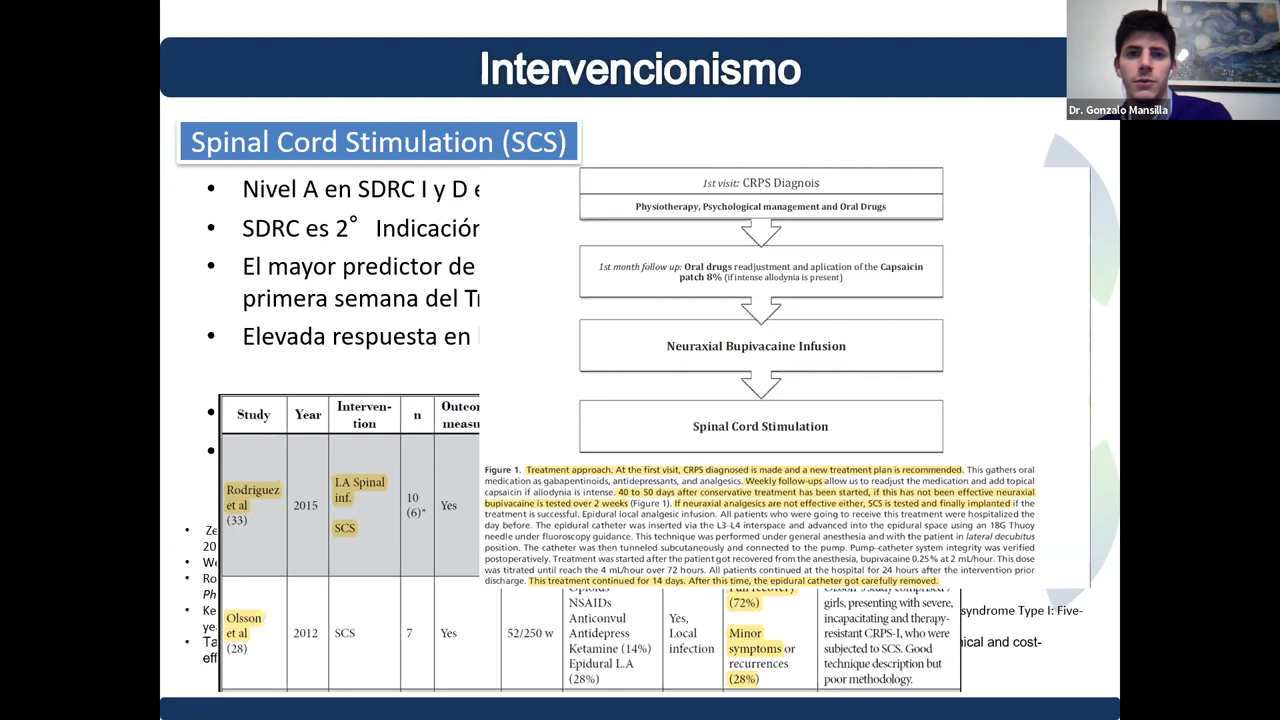 Intervencionismo
Dr. Gonzalo Mansilla
Spinal Cord Stimulation (SCS)
• Nivel A en SDRC I y D e
• SDRC es 2° Indicación
• El mayor predictor de
primera semana del Tr
• Elevada respuesta en
1st visit: CRPS Diagnois
Physiotherapy, Psychological management and Oral Drugs
1st month follow up: Oral drugs readjustment and aplication of the Capsaicin
patch 8% (if intense allodynia is present)
Neuraxial Bupivacaine Infusion
Spinal Cord Stimulation
Figure 1. Treatment approach. At the first visit, CRPS diagnosed is made and a new treatment plan is recommended. This gathers oral
medication as gabapentinoids, antidepressants, and analgesics. Weekly follow-ups allow us to readjust the medication and add topical
capsaicin if allodynia is intense. 40 to 50 days after conservative treatment has been started, if this has not been effective neuraxial
bupivacaine is tested over 2 weeks (Figure 1). If neuraxial analgesics are not effective either, SCS is tested and finally implanted if the
treatment is successful. Epidural local analgesic infusion. All patients who were going to receive this treatment were hospitalized the
day before. The epidural catheter was inserted via the L3–L4 interspace and advanced into the epidural space using an 18G Thuoy
needle under fluoroscopy guidance. This technique was performed under general anesthesia and with the patient in lateral decubitus
position. The catheter was then tunneled subcutaneously and connected to the pump. Pump–catheter system integrity was verified
postoperatively. Treatment was started after the patient got recovered from the anesthesia, bupivacaine 0.25% at 2 mL/hour. This dose
was titrated until reach the 4 mL/hour over 72 hours. All patients continued at the hospital for 24 hours after the intervention prior
discharge. This treatment continued for 14 days. After this time, the epidural catheter got carefully removed.
Study Year Interven-
tion n Outco
measu
Rodriguez
et al
(33) 2015 LA Spinal
inf.
SCS 10
(6)* Yes
Olsson
et al
(28) 2012 SCS 7 Yes 52/250 w
NSAIDs
Anticonvul
Antidepress
Ketamine (14%)
Epidural L.A
(28%)
Yes,
Local
infection
(72%)
Minor
symptoms or
recurrences
(28%)
girls, presenting with severe,
incapacitating and therapy-
resistant CRPS-I, who were
subjected to SCS. Good
technique description but
poor methodology.
• Ze
20
• We
• Ro
Ph
• Ke syndrome Type I: Five-
ye
• Ta ical and cost-
eff